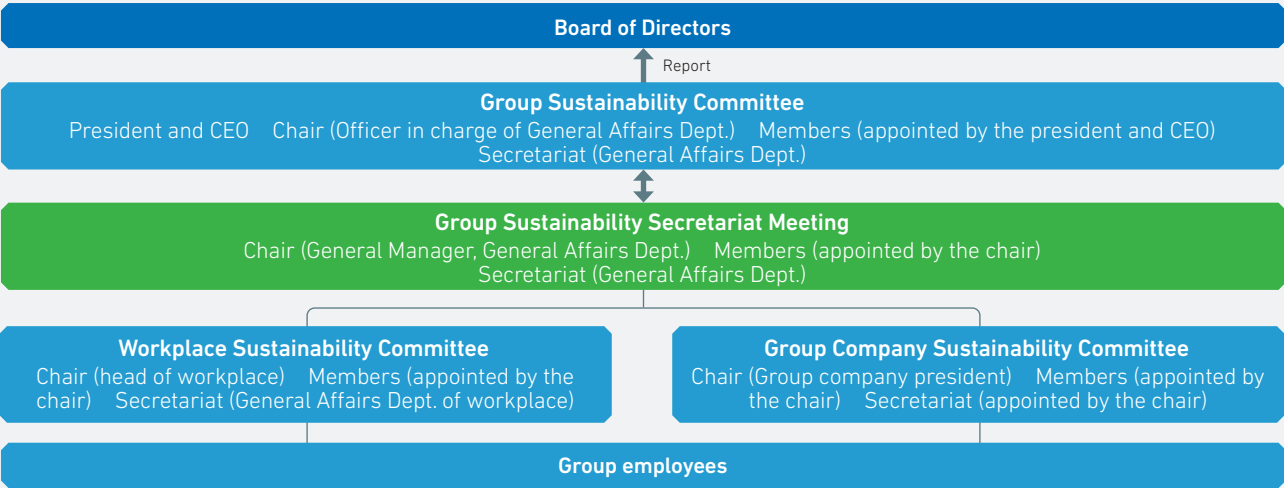 Board of Directors
Report
Group Sustainability Committee
President and CEO Chair (Officer in charge of General Affairs Dept.) Members (appointed by the president and CEO)
Secretariat (General Affairs Dept.)
Group Sustainability Secretariat Meeting
Chair (General Manager, General Affairs Dept.) Members (appointed by the chair)
Secretariat (General Affairs Dept.)
Workplace Sustainability Committee
Chair (head of workplace) Members (appointed by the
chair) Secretariat (General Affairs Dept. of workplace)
Group Company Sustainability Committee
Chair (Group company president) Members (appointed by
the chair) Secretariat (appointed by the chair)
Group employees